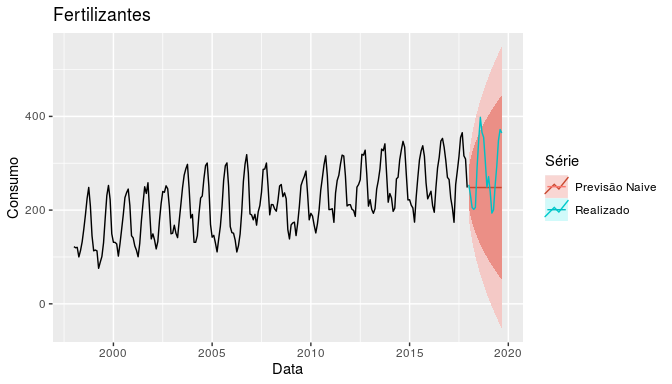 Fertilizantes
Consumo
400
200
0
2000
2005
2010
2015
2020
Data
Série
Previsão Naive
Realizado